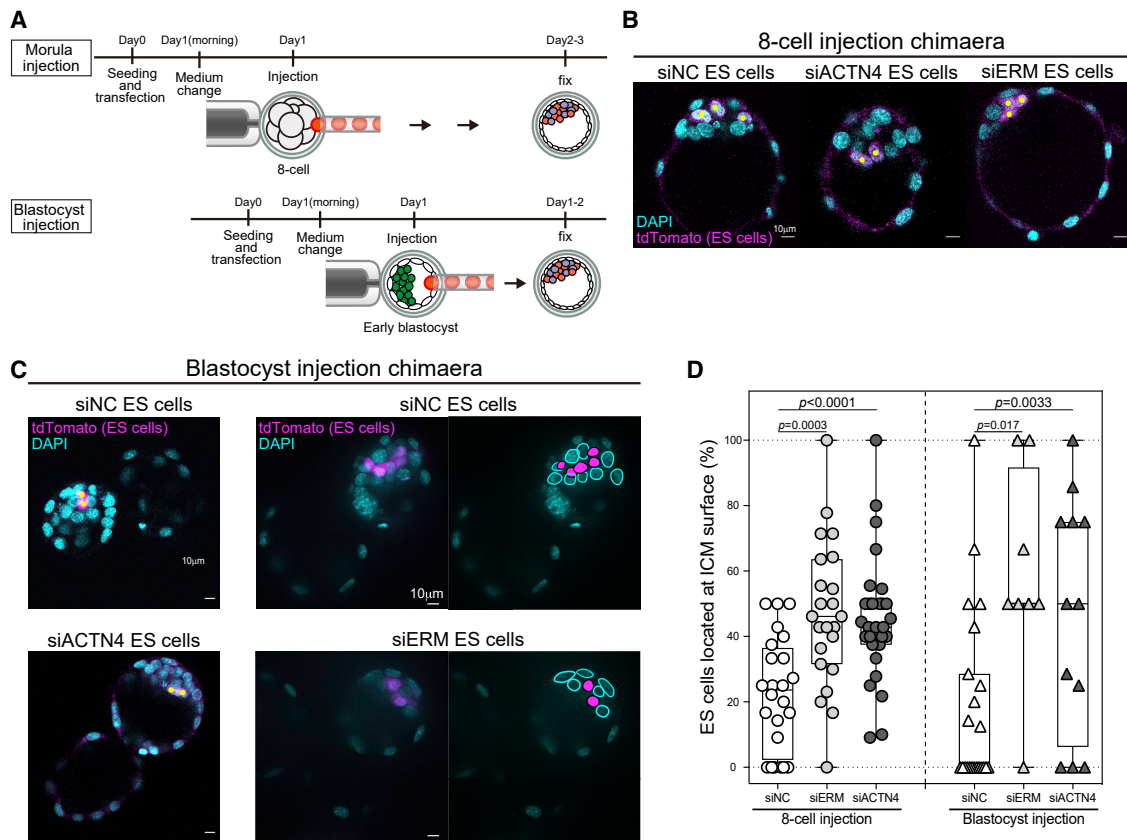 A
Morula
injection
Day0
Day1(morning)
Day1
Day2-3
Seeding
and
transfection
Medium
change
Injection
fix
8-cell
Blastocyst
injection
Day0
Day1(morning)
Day1
Day1-2
Seeding
and
transfection
Medium
change
Injection
fix
Early blastocyst
B
8-cell injection chimaera
siNC ES cells
siACTN4 ES cells
siERM ES cells
DAPI
tdTomato (ES cells)
10μm
C
Blastocyst injection chimaera
siNC ES cells
siNC ES cells
tdTomato (ES cells)
DAPI
10μm
tdTomato (ES cells)
DAPI
10μm
siACTN4 ES cells
siERM ES cells
D
p<0.0001
p=0.0003
p=0.0033
p=0.017
ES cells located at ICM surface (%)
100
80
60
40
20
0
siNC
siERM
siACTN4
siNC
siERM
siACTN4
8-cell injection
Blastocyst injection